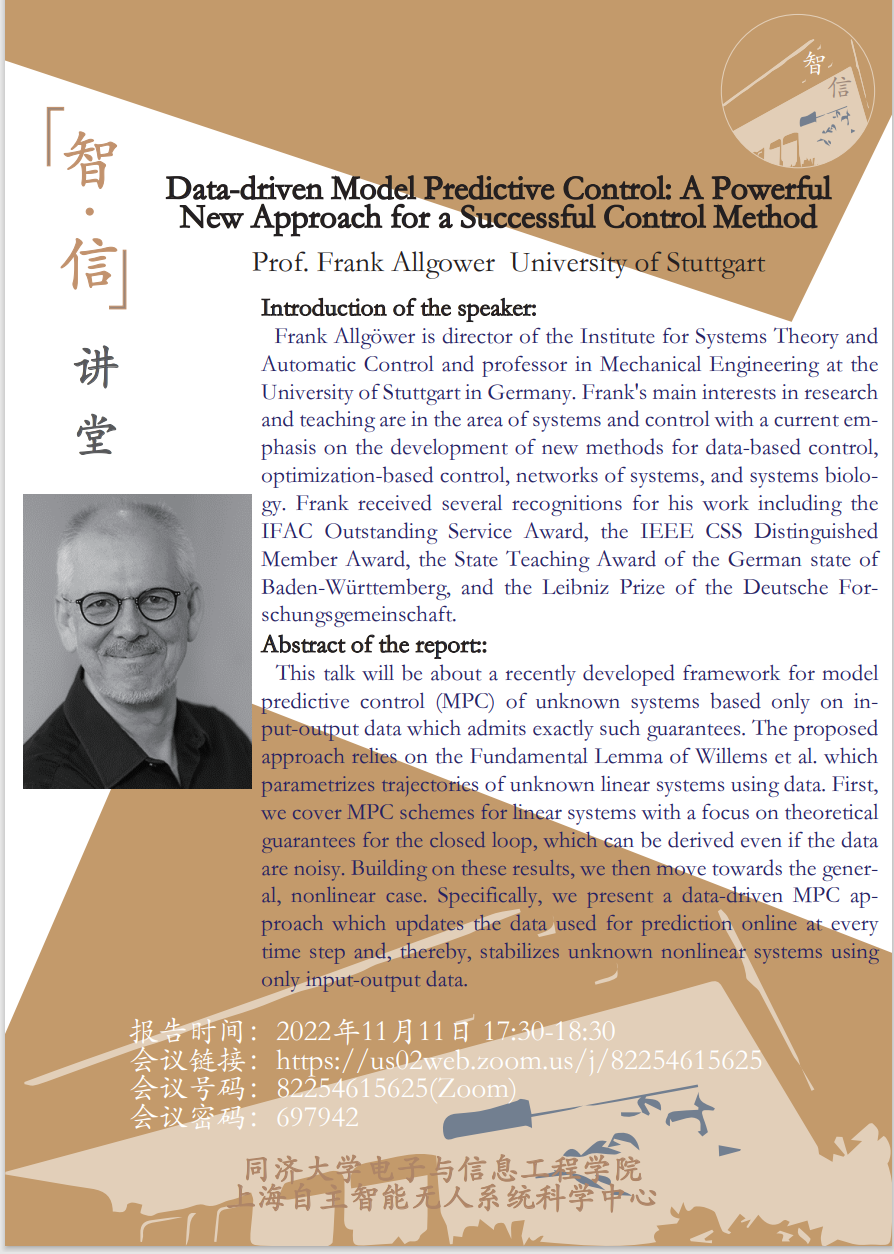 智
信
「智·信」讲堂
Data-driven Model Predictive Control: A Powerful
New Approach for a Successful Control Method
Prof. Frank Allgower  University of Stuttgart
Introduction of the speaker:
Frank Allgöwer is director of the Institute for Systems Theory and
Automatic Control and professor in Mechanical Engineering at the
University of Stuttgart in Germany. Frank's main interests in research
and teaching are in the area of systems and control with a current em-
phasis on the development of new methods for data-based control,
optimization-based control, networks of systems, and systems biolo-
gy. Frank received several recognitions for his work including the
IFAC Outstanding Service Award, the IEEE CSS Distinguished
Member Award, the State Teaching Award of the German state of
Baden-Württemberg, and the Leibniz Prize of the Deutsche For-
schungsgemeinschaft.
Abstract of the report::
This talk will be about a recently developed framework for model
predictive control (MPC) of unknown systems based only on in-
put-output data which admits exactly such guarantees. The proposed
approach relies on the Fundamental Lemma of Willems et al. which
parametrizes trajectories of unknown linear systems using data. First,
we cover MPC schemes for linear systems with a focus on theoretical
guarantees for the closed loop, which can be derived even if the data
are noisy. Building on these results, we then move towards the gener-
al, nonlinear case. Specifically, we present a data-driven MPC ap-
proach which updates the data used for prediction online at every
time step and, thereby, stabilizes unknown nonlinear systems using
only input-output data.
报告时间：2022年11月11日 17:30-18:30
会议链接：https://us02web.zoom.us/j/82254615625
会议号码：82254615625(Zoom)
会议密码：697942
同济大学电子与信息工程学院
上海自主智能无人系统科学中心